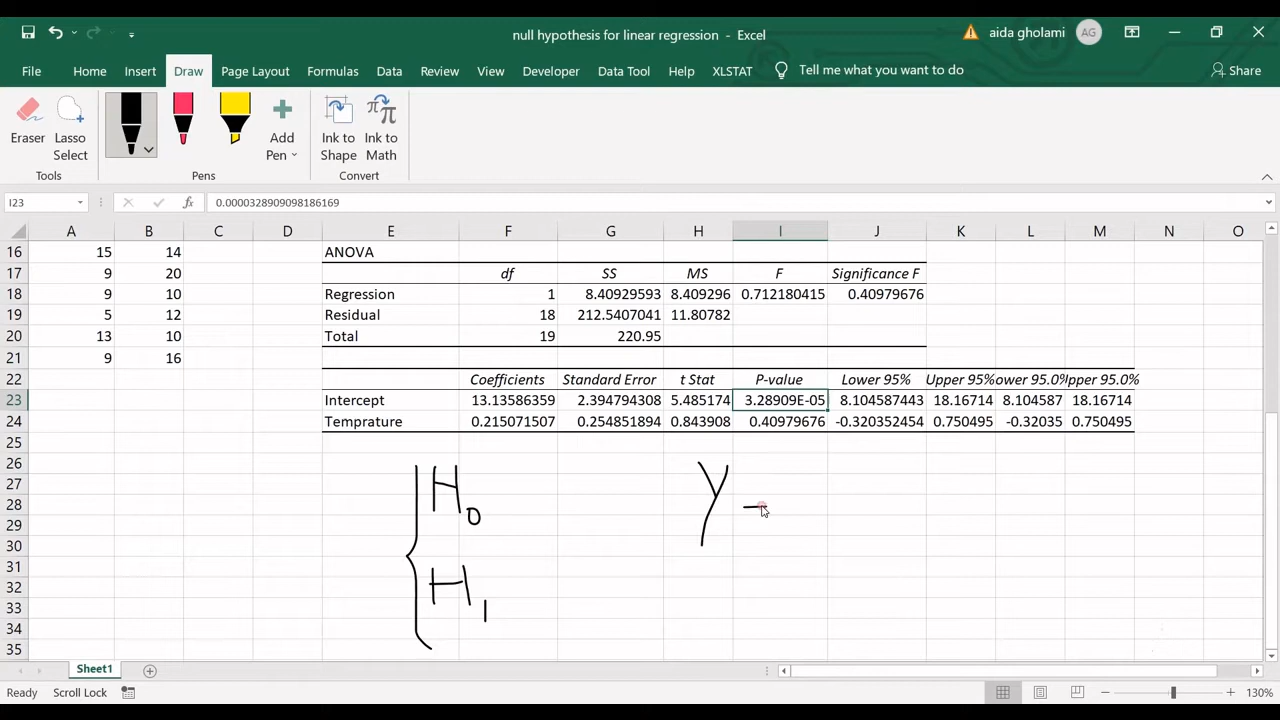 null hypothesis for linear regression - Excel
aida gholami AG
File Home Insert Draw Page Layout Formulas Data Review View Developer Data Tool Help XLSTAT Tell me what you want to do Share
Eraser Lasso Select Add Pen Ink to Shape Ink to Math
Tools Pens Convert
I23 fx 0.0000328909098186169
A B C D E F G H I J K L M N O
16 15 14 ANOVA
17 9 20 df SS MS F Significance F
18 9 10 Regression 1 8.40929593 8.409296 0.712180415 0.40979676
19 5 12 Residual 18 212.5407041 11.80782
20 13 10 Total 19 220.95
21 9 16
22 Coefficients Standard Error t Stat P-value Lower 95% Upper 95% ower 95.0% Ipper 95.0%
23 Intercept 13.13586359 2.394794308 5.485174 3.28909E-05 8.104587443 18.16714 8.104587 18.16714
24 Temprature 0.215071507 0.254851894 0.843908 0.40979676 -0.320352454 0.750495 -0.32035 0.750495
26
27 H0 Y
28
29
30
31
32 H1
33
34
35
Sheet1
Ready Scroll Lock 130%